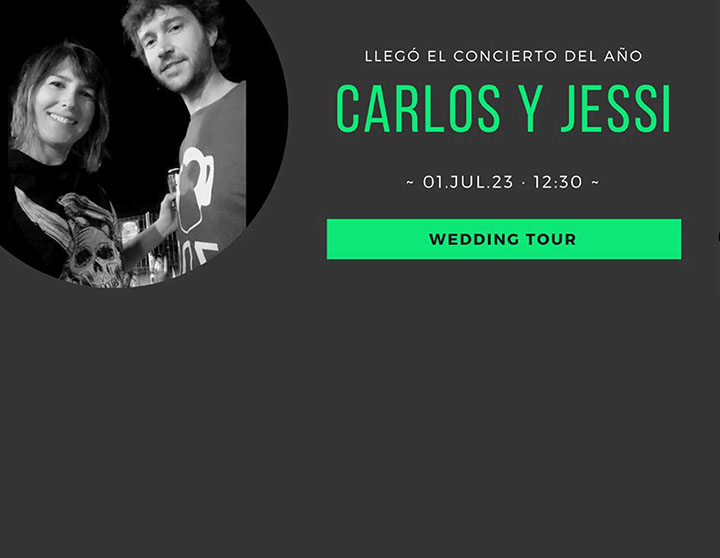 LLEGÓ EL CONCIERTO DEL AÑO
CARLOS Y JESSI
~ 01.JUL.23 · 12:30 ~
WEDDING TOUR